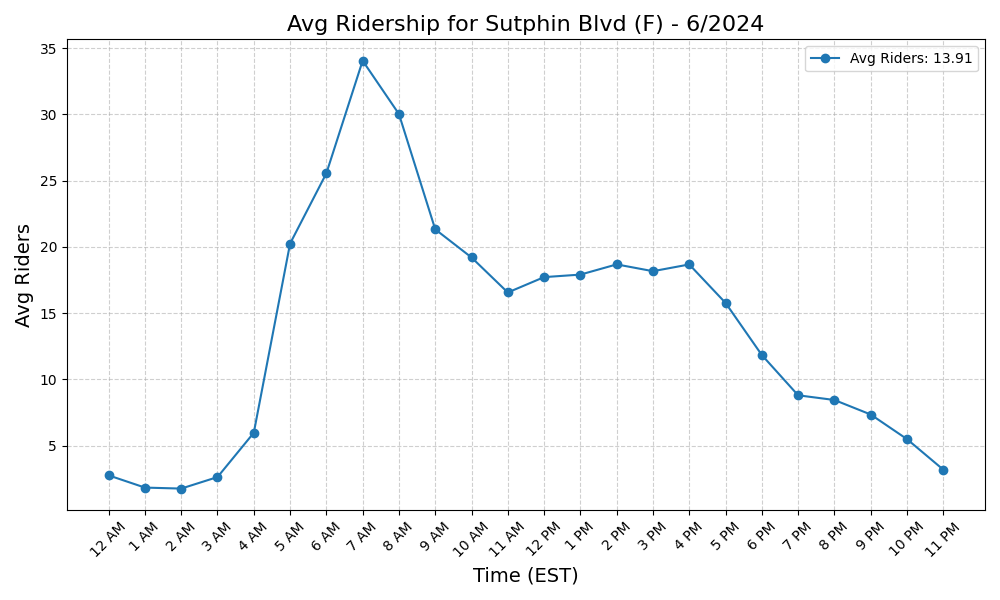 Avg Ridership for Sutphin Blvd (F) - 6/2024
Avg Riders: 13.91
Avg Riders
35
30
25
20
15
10
5
12 AM
1 AM
2 AM
3 AM
4 AM
5 AM
6 AM
7 AM
8 AM
9 AM
10 AM
11 AM
12 PM
1 PM
2 PM
3 PM
4 PM
5 PM
6 PM
7 PM
8 PM
9 PM
10 PM
11 PM
Time (EST)